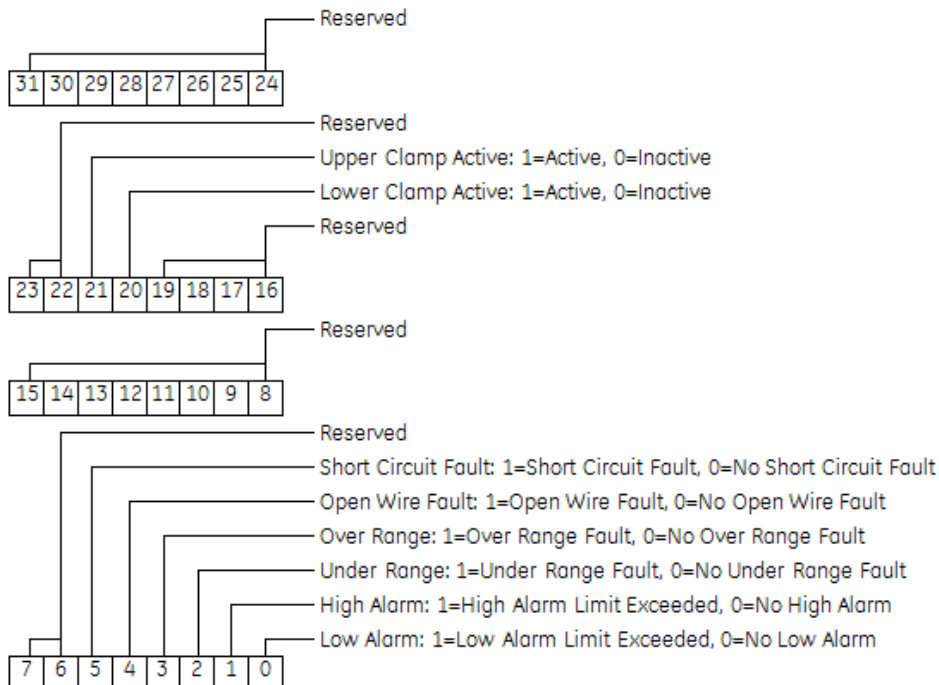 Reserved
31 30 29 28 27 26 25 24
Reserved
Upper Clamp Active: 1=Active, 0=Inactive
Lower Clamp Active: 1=Active, 0=Inactive
Reserved
23 22 21 20 19 18 17 16
Reserved
15 14 13 12 11 10 9 8
Reserved
Short Circuit Fault: 1=Short Circuit Fault, 0=No Short Circuit Fault
Open Wire Fault: 1=Open Wire Fault, 0=No Open Wire Fault
Over Range: 1=Over Range Fault, 0=No Over Range Fault
Under Range: 1=Under Range Fault, 0=No Under Range Fault
High Alarm: 1=High Alarm Limit Exceeded, 0=No High Alarm
Low Alarm: 1=Low Alarm Limit Exceeded, 0=No Low Alarm
7 6 5 4 3 2 1 0